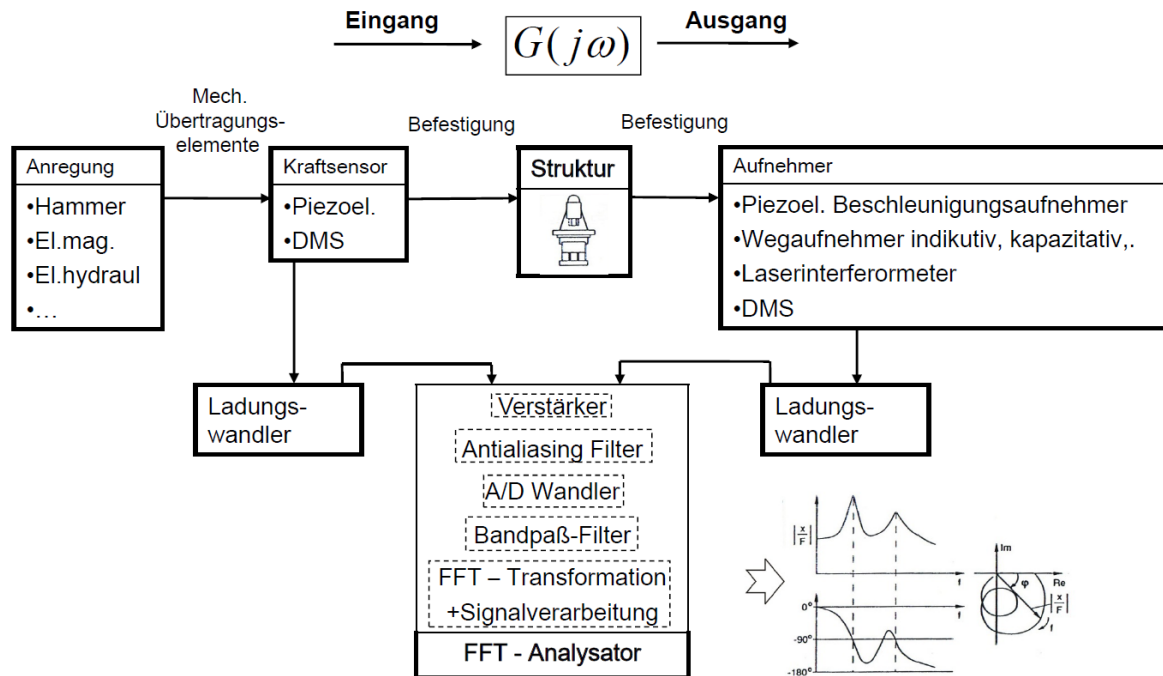 Eingang
G(jω)
Ausgang
Mech.
Übertragungs-
elemente
Befestigung
Befestigung
Anregung
•Hammer
•El.mag.
•El.hydraul
•…
Kraftsensor
•Piezoel.
•DMS
Struktur
Aufnehmer
•Piezoel. Beschleunigungsaufnehmer
•Wegaufnehmer indikutiv, kapazitativ,.
•Laserinterferormeter
•DMS
Ladungs-
wandler
Verstärker
Antialiasing Filter
A/D Wandler
Bandpaß-Filter
FFT – Transformation
+Signalverarbeitung
FFT - Analysator
Ladungs-
wandler
|x/F|
f
0°
f
-90°
-180°
Im
Re
φ
|x/F|
f